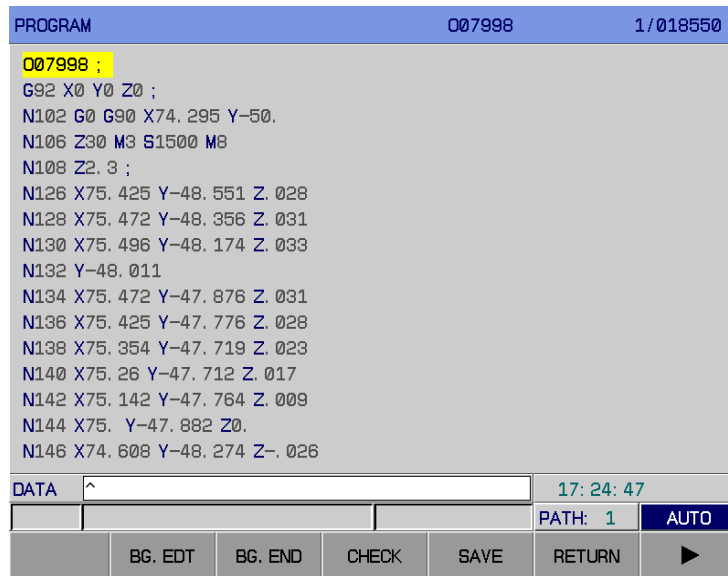 PROGRAM O07998 1/018550
O07998 ;
G92 X0 Y0 Z0 ;
N102 G0 G90 X74.295 Y-50.
N106 Z30 M3 S1500 M8
N108 Z2.3 ;
N126 X75.425 Y-48.551 Z.028
N128 X75.472 Y-48.356 Z.031
N130 X75.496 Y-48.174 Z.033
N132 Y-48.011
N134 X75.472 Y-47.876 Z.031
N136 X75.425 Y-47.776 Z.028
N138 X75.354 Y-47.719 Z.023
N140 X75.26 Y-47.712 Z.017
N142 X75.142 Y-47.764 Z.009
N144 X75. Y-47.882 Z0.
N146 X74.608 Y-48.274 Z-.026
DATA ^ 17:24:47
PATH: 1 AUTO
BG.EDT BG.END CHECK SAVE RETURN ▶